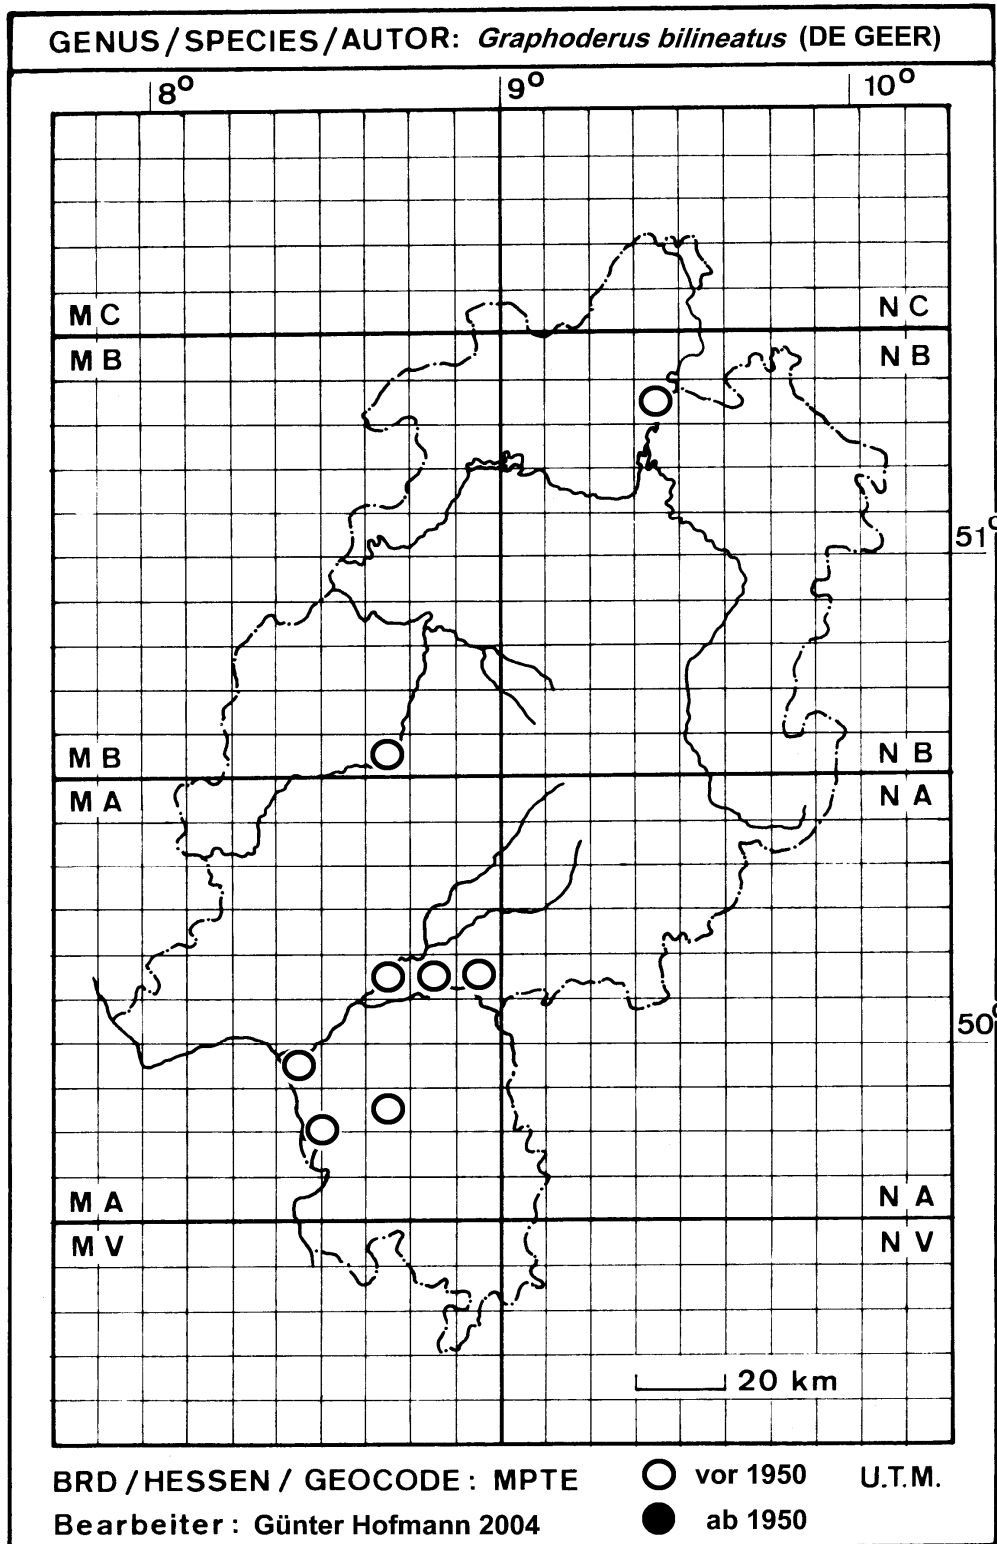 GENUS/SPECIES/AUTOR: Graphoderus bilineatus (DE GEER)
8° 9° 10°
MC NC
MB NB
51°
MB NB
MA NA
50°
MA NA
MV NV
20 km
BRD/HESSEN/GEOCODE: MPTE vor 1950 U.T.M.
Bearbeiter: Günter Hofmann 2004 ab 1950